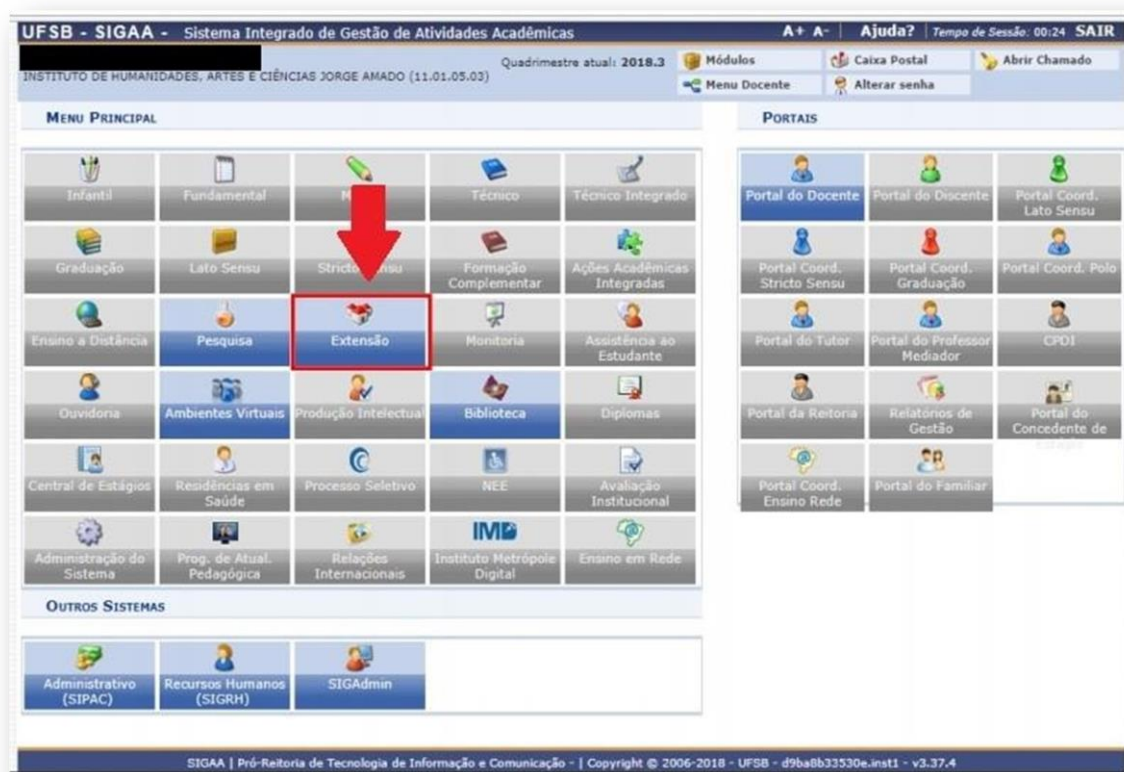 UFSB - SIGAA - Sistema Integrado de Gestão de Atividades Acadêmicas
A+ A- Ajuda? Tempo de Sessão: 00:24 SAIR
INSTITUTO DE HUMANIDADES, ARTES E CIÊNCIAS JORGE AMADO (11.01.05.03)
Quadrimestre atual: 2018.3
Módulos Caixa Postal Abrir Chamado
Menu Docente Alterar senha
MENU PRINCIPAL
Infantil Fundamental Técnico Técnico Integrado
Graduação Lato Sensu Stricto Sensu Formação Complementar Ações Acadêmicas Integradas
Ensino a Distância Pesquisa Extensão Monitoria Assistência ao Estudante
Ouvidoria Ambientes Virtuais Produção Intelectual Biblioteca Diplomas
Central de Estágios Residências em Saúde Processo Seletivo NEE Avaliação Institucional
IMD
Administração do Sistema Prog. de Atual. Pedagógica Relações Internacionais Instituto Metrópole Digital Ensino em Rede
PORTAIS
Portal do Docente Portal do Discente Portal Coord. Lato Sensu
Portal Coord. Stricto Sensu Portal Coord. Graduação Portal Coord. Polo
Portal do Tutor Portal do Professor Mediador CPDI
Portal da Reitoria Relatórios de Gestão Portal do Concedente de
Portal Coord. Ensino Rede Portal do Familiar
OUTROS SISTEMAS
Administrativo (SIPAC) Recursos Humanos (SIGRH) SIGAdmin
SIGAA | Pró-Reitoria de Tecnologia de Informação e Comunicação - | Copyright © 2006-2018 - UFSB - d9ba8b33530e.inst1 - v3.37.4